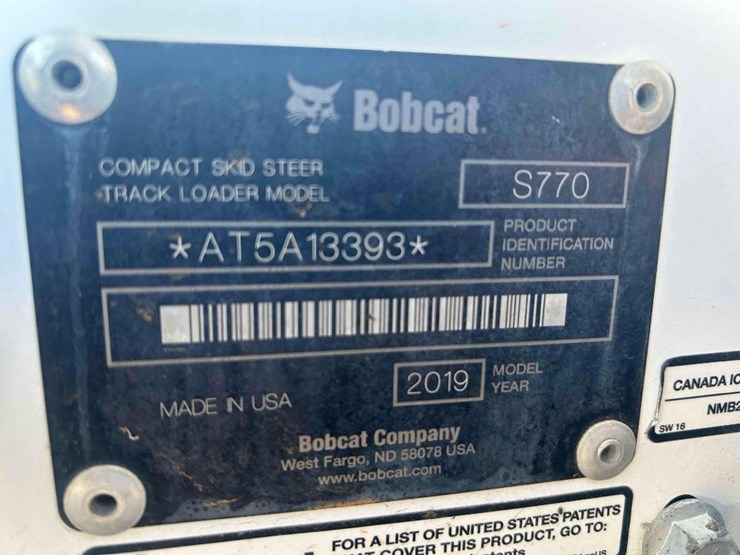 Bobcat.
COMPACT SKID STEER
TRACK LOADER MODEL
S770
*AT5A13393*
PRODUCT
IDENTIFICATION
NUMBER
2019
MODEL
YEAR
MADE IN USA
Bobcat Company
West Fargo, ND 58078 USA
www.bobcat.com
CANADA IC
NMB2
SW 16
FOR A LIST OF UNITED STATES PATENTS
COVER THIS PRODUCT, GO TO: